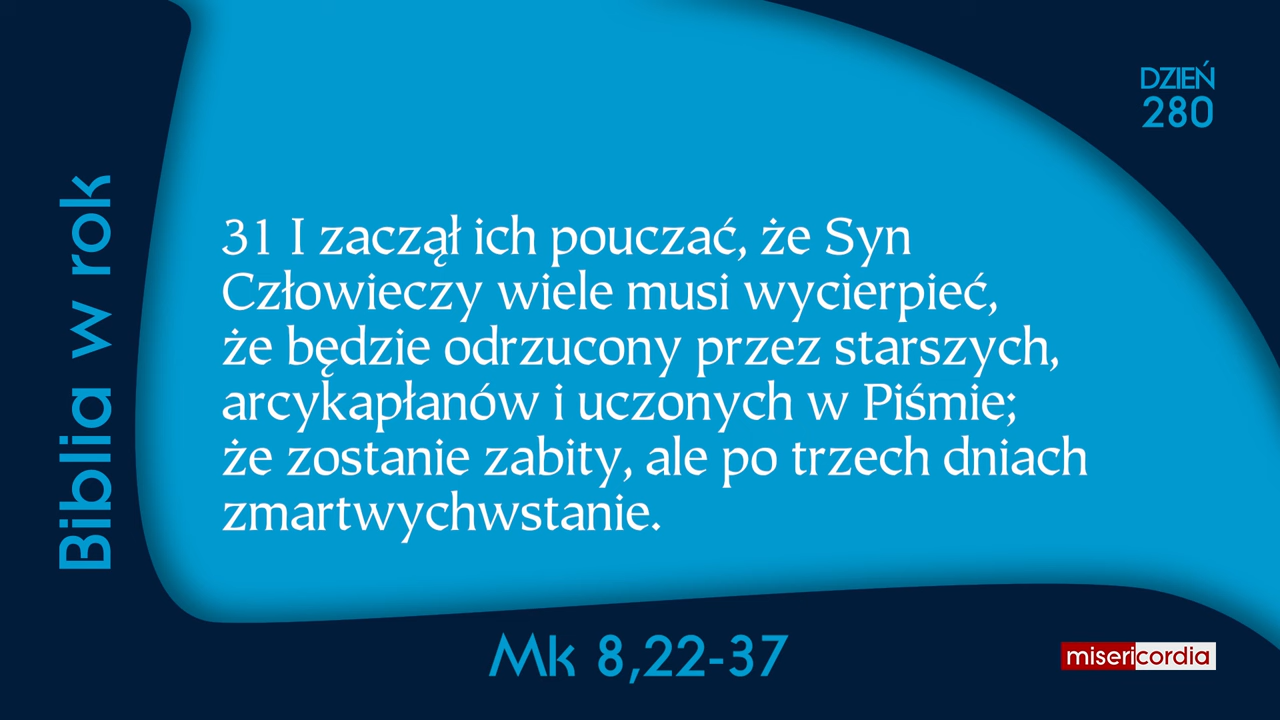 DZIEŃ
280
Biblia w rok
31 I zaczął ich pouczać, że Syn
Człowieczy wiele musi wycierpieć,
że będzie odrzucony przez starszych,
arcykapłanów i uczonych w Piśmie;
że zostanie zabity, ale po trzech dniach
zmartwychwstanie.
Mk 8,22-37
misericordia